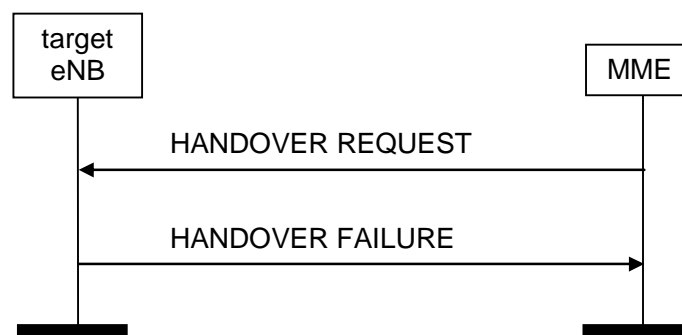 target
eNB
MME
HANDOVER REQUEST
HANDOVER FAILURE